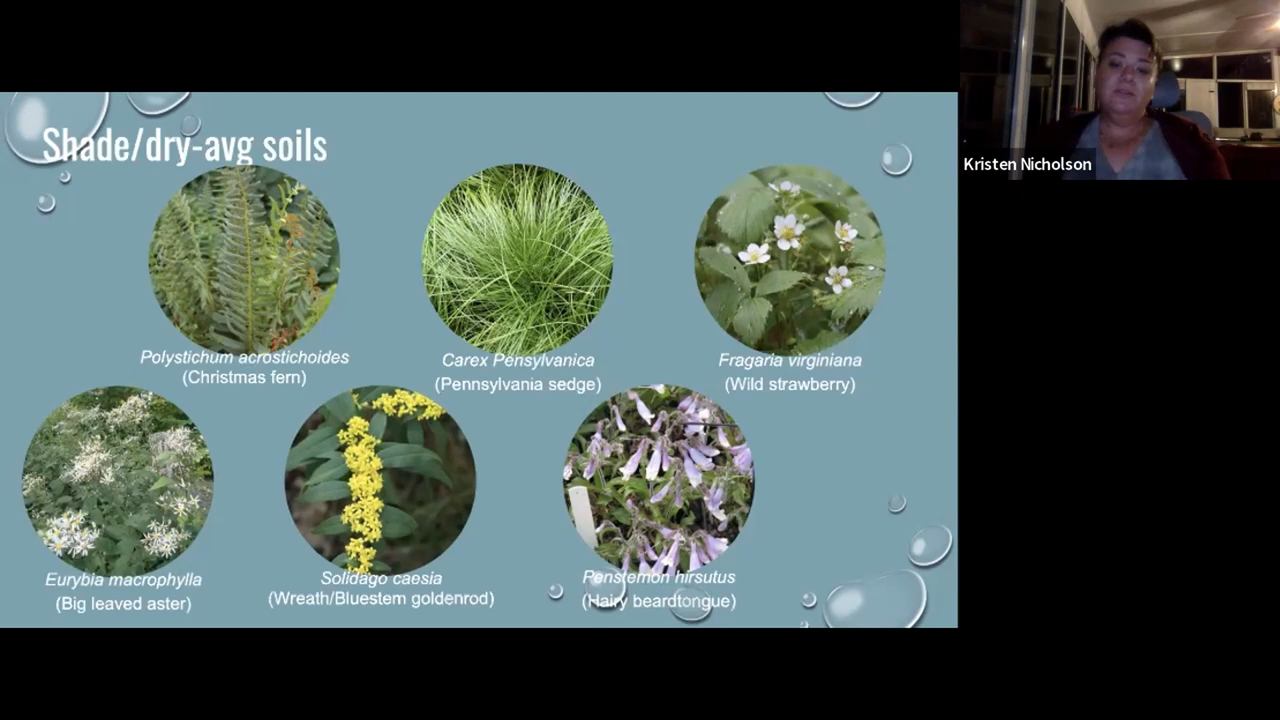 Shade/dry-avg soils
Kristen Nicholson
Polystichum acrostichoides
(Christmas fern)
Carex Pensylvanica
(Pennsylvania sedge)
Fragaria virginiana
(Wild strawberry)
Eurybia macrophylla
(Big leaved aster)
Solidago caesia
(Wreath/Bluestem goldenrod)
Penstemon hirsutus
(Hairy beardtongue)